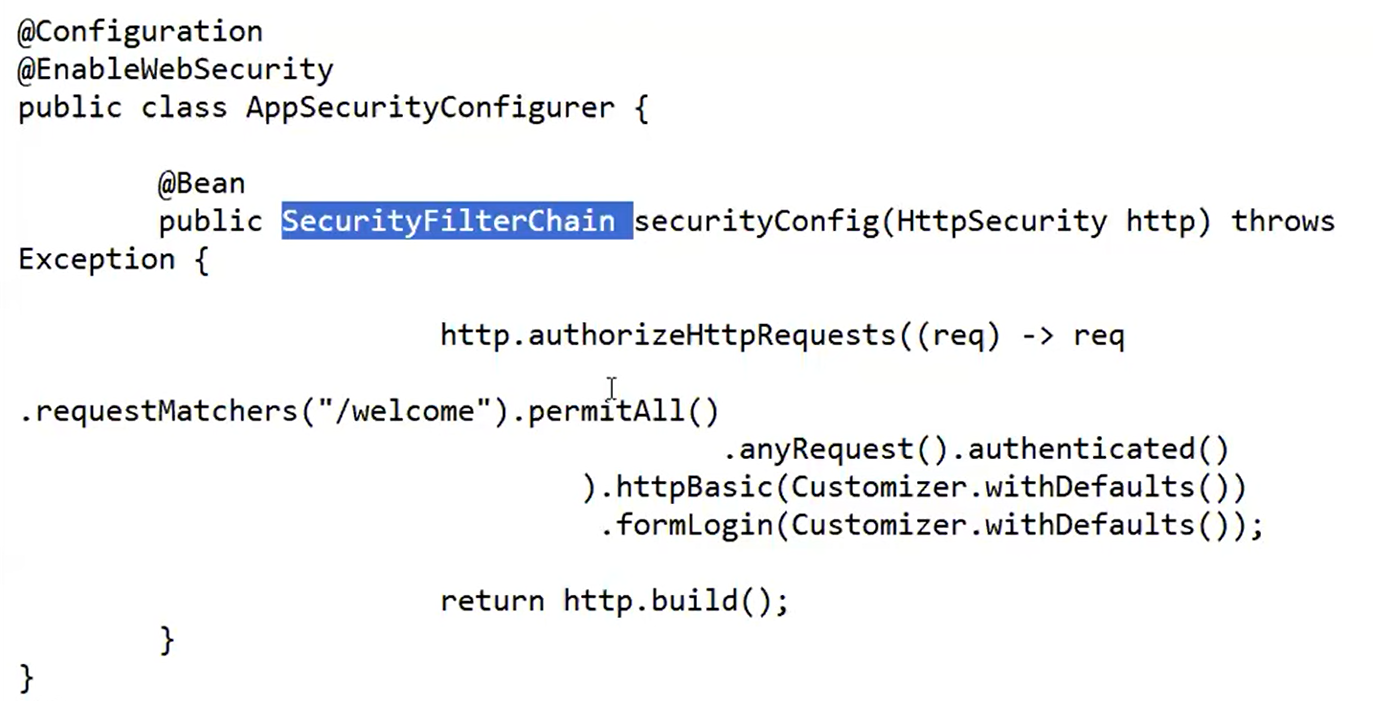 @Configuration
@EnableWebSecurity
public class AppSecurityConfigurer {
@Bean
public SecurityFilterChain securityConfig(HttpSecurity http) throws
Exception {
http.authorizeHttpRequests((req) -> req
.requestMatchers("/welcome").permitAll()
.anyRequest().authenticated()
).httpBasic(Customizer.withDefaults())
.formLogin(Customizer.withDefaults());
return http.build();
}
}